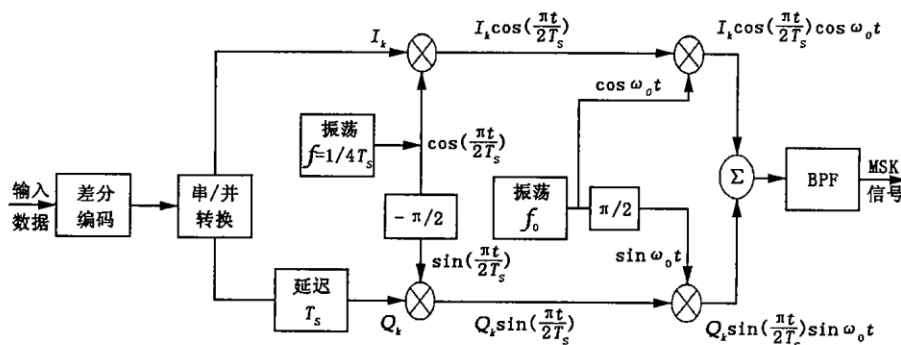 I_k
I_k cos(πt/2T_S)
I_k cos(πt/2T_S)cos ω_0 t
cos ω_0 t
振荡
f=1/4T_S
cos(πt/2T_S)
输入
数据
差分
编码
串/并
转换
- π/2
振荡
f_0
π/2
Σ
BPF
MSK
信号
sin(πt/2T_S)
sin ω_0 t
延迟
T_S
Q_k
Q_k sin(πt/2T_S)
Q_k sin(πt/2T_S)sin ω_0 t